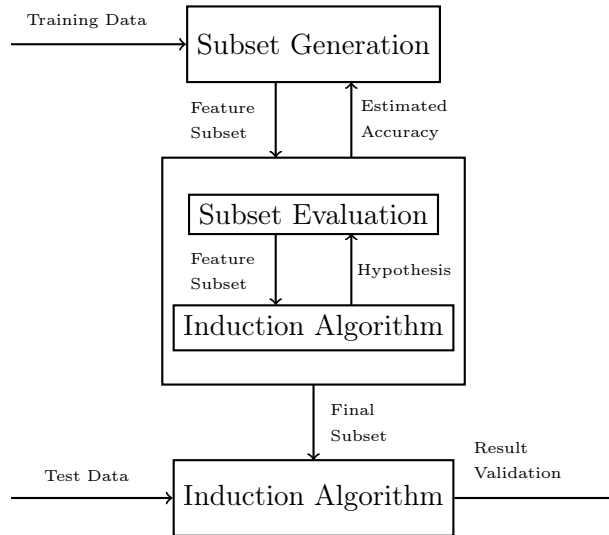 Training Data
Subset Generation
Feature
Subset
Estimated
Accuracy
Subset Evaluation
Feature
Subset
Hypothesis
Induction Algorithm
Final
Subset
Test Data
Induction Algorithm
Result
Validation